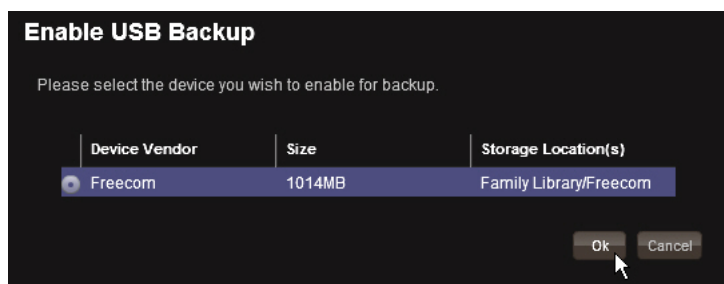 Enable USB Backup
Please select the device you wish to enable for backup.
Device Vendor Size Storage Location(s)
Freecom 1014MB Family Library/Freecom
Ok Cancel